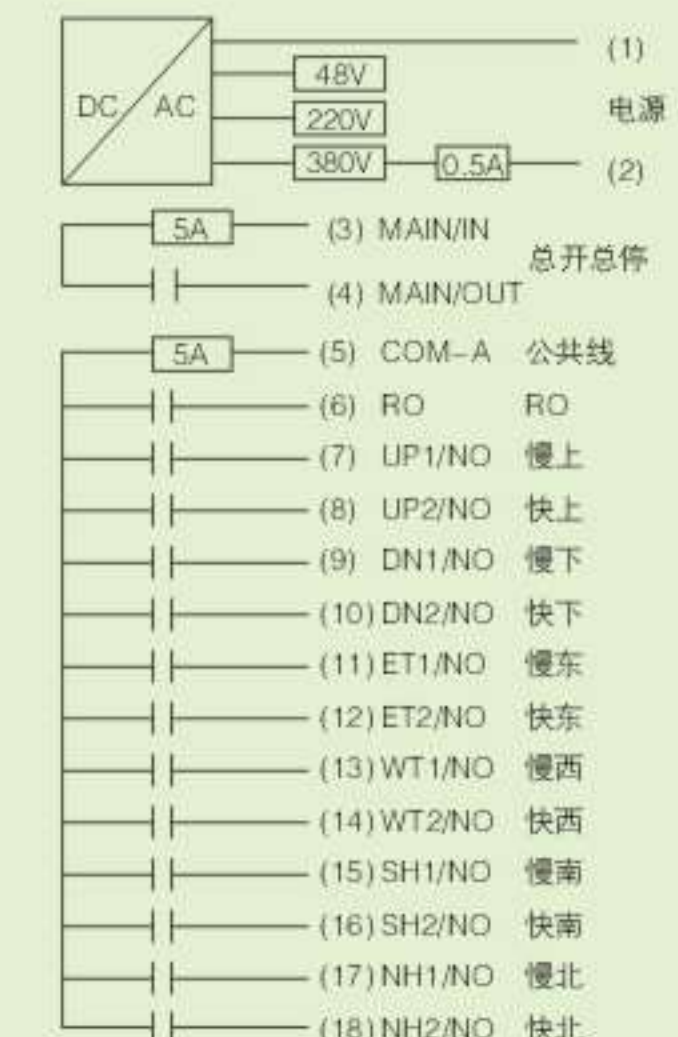 (1)
48V
DC AC 220V 电源
380V 0.5A (2)
5A (3) MAIN/IN
总开总停
(4) MAIN/OUT
5A (5) COM-A 公共线
(6) RO RO
(7) UP1/NO 慢上
(8) UP2/NO 快上
(9) DN1/NO 慢下
(10) DN2/NO 快下
(11) ET1/NO 慢东
(12) ET2/NO 快东
(13) WT1/NO 慢西
(14) WT2/NO 快西
(15) SH1/NO 慢南
(16) SH2/NO 快南
(17) NH1/NO 慢北
(18) NH2/NO 快北